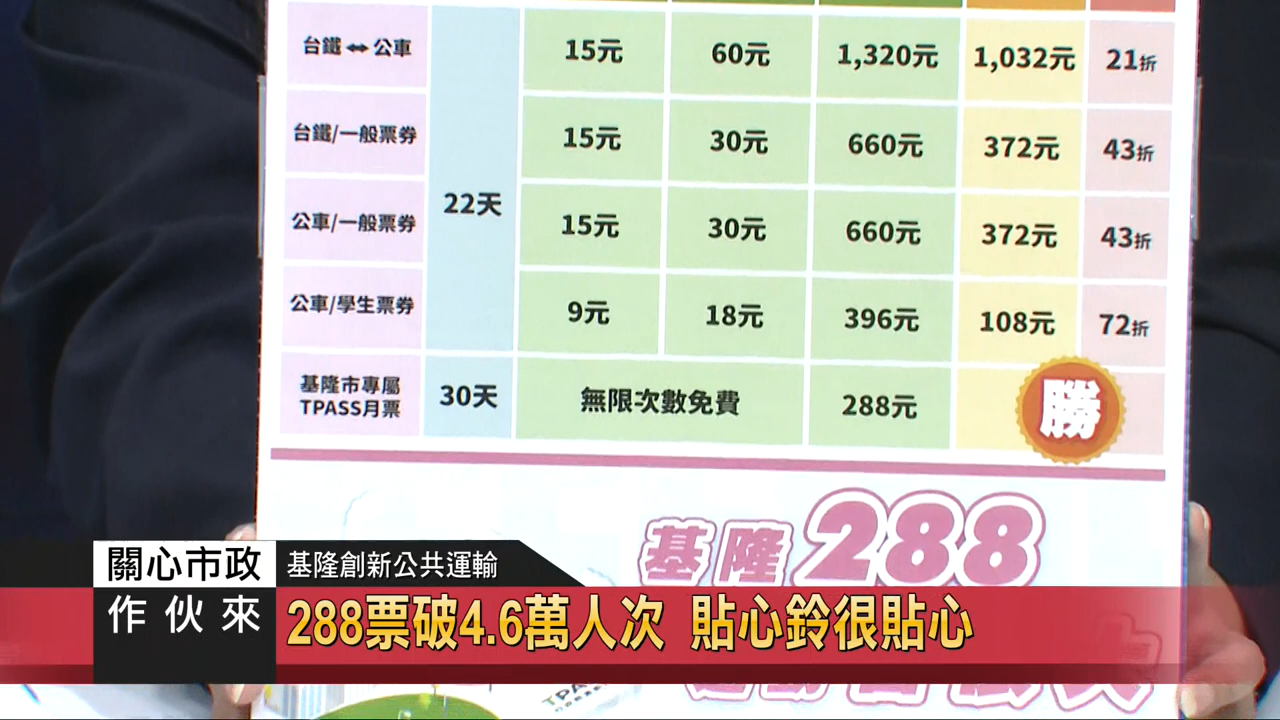 台鐵 ⬌ 公車 15元 60元 1,320元 1,032元 21折
台鐵/一般票券 15元 30元 660元 372元 43折
22天
公車/一般票券 15元 30元 660元 372元 43折
公車/學生票券 9元 18元 396元 108元 72折
基隆市專屬
TPASS月票 30天 無限次數免費 288元 勝
基隆288
關心市政 基隆創新公共運輸
作伙來 288票破4.6萬人次 貼心鈴很貼心